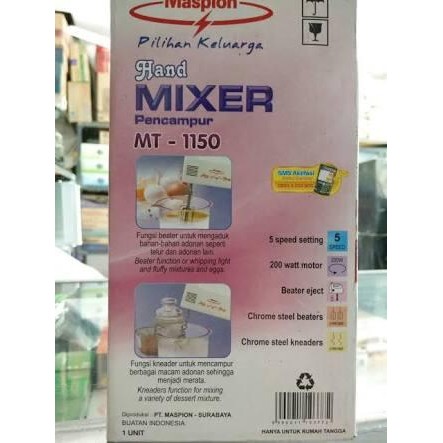 Maspion
Pilihan Keluarga
Hand
MIXER
Pencampur
MT - 1150
SMS Aktifasi
Fungsi beater untuk mengaduk
bahan-bahan adonan seperti
telur dan adonan lain.
Beater function or whipping light
and fluffy mixtures and eggs.
5 speed setting
5
SPEED
200 watt motor
200W
Beater eject
Chrome steel beaters
Chrome steel kneaders
Fungsi kneader untuk mencampur
berbagai macam adonan sehingga
menjadi merata.
Kneaders function for mixing
a variety of dessert mixture.
Diproduksi : PT. MASPION - SURABAYA
BUATAN INDONESIA
1 UNIT
HANYA UNTUK RUMAH TANGGA